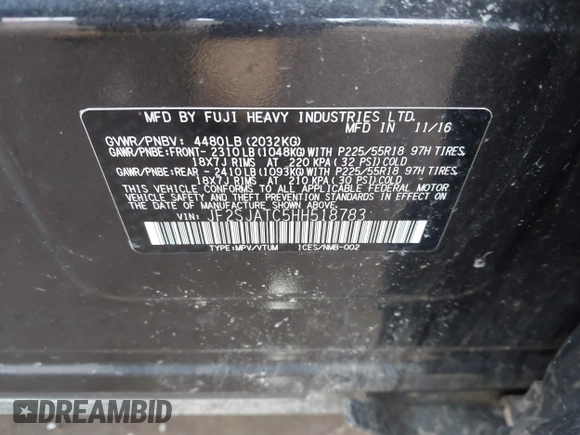 MFD BY FUJI HEAVY INDUSTRIES LTD.
MFD IN 11/16
GVWR/PNBV: 4480LB (2032KG)
GAWR/PNBE:FRONT-2310LB(1048KG)WITH P225/55R18 97H TIRES,
18X7J RIMS AT 220 KPA(32 PSI)COLD
GAWR/PNBE:REAR -2410LB(1093KG)WITH P225/55R18 97H TIRES,
18X7J RIMS AT 210 KPA(30 PSI)COLD
THIS VEHICLE CONFORMS TO ALL APPLICABLE FEDERAL MOTOR
VEHICLE SAFETY AND THEFT PREVENTION STANDARDS IN EFFECT
ON THE DATE OF MANUFACTURE SHOWN ABOVE.
VIN: JF2SJATC5HH518783
TYPE:MPV/VTUM ICES/NMB-002
DREAMBID